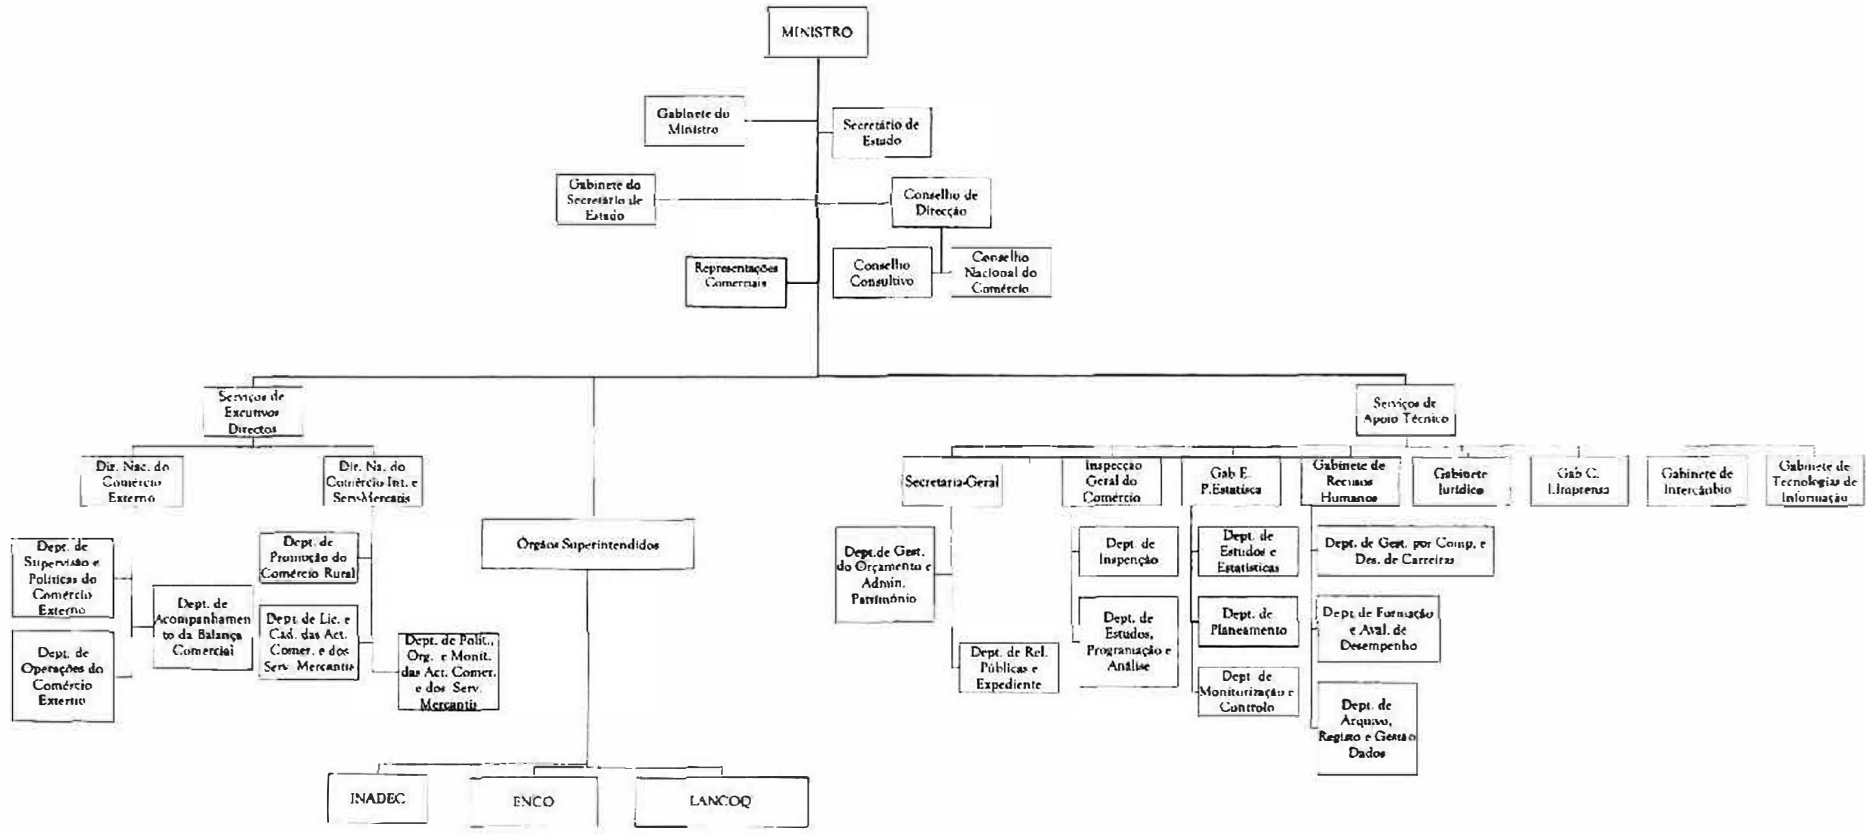 MINISTRO
Gabinete do
Ministro
Secretário de
Estado
Gabinete do
Secretário de
Estado
Conselho de
Direcção
Representações
Comerciais
Conselho
Consultivo
Conselho
Nacional do
Comércio
Serviços de
Excutivos
Directos
Serviços de
Apoio Técnico
Dir. Nac. do
Comércio
Externo
Dir. Na. do
Comércio Int. e
Serv.Mercatis
Órgãos Superintendidos
Secretaria-Geral
Inspecção
Geral do
Comércio
Gab E.
P.Estatísca
Gabinete de
Recursos
Humanos
Gabinete
Jurídico
Gab C.
I.Imprensa
Gabinete de
Intercâmbio
Gabinete de
Tecnologias de
Informação
Dept. de
Supervisão e
Políticas do
Comércio
Externo
Dept. de
Acompanhamen
to da Balança
Comercial
Dept. de
Operações do
Comércio
Externo
Dept. de
Promoção do
Comércio Rural
Dept. de Lic. e
Cad. das Act.
Comer. e dos
Serv. Mercantis
Dept. de Polit.,
Org. e Monit.
das Act. Comer.
e dos Serv.
Mercantis
Dept.de Gest.
do Orçamento e
Admin.
Património
Dept. de Rel.
Públicas e
Expediente
Dept. de
Inspenção
Dept. de
Estudos,
Programação e
Análise
Dept. de
Estudos e
Estatísticas
Dept. de
Planeamento
Dept de
Monitorização e
Controlo
Dept. de Gest. por Comp. e
Des. de Carreiras
Dept de Formação
e Aval. de
Desempenho
Dept. de
Arquivo,
Registo e Gestão
Dados
INADEC
ENCO
LANCOQ